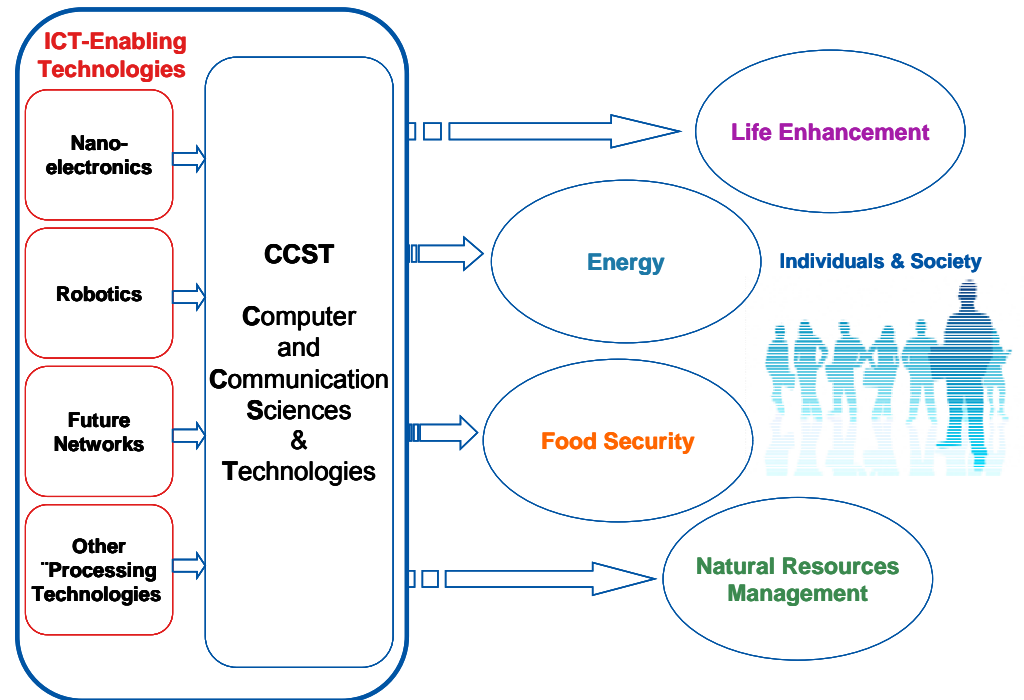 ICT-Enabling
Technologies
Nano-
electronics
Robotics
Future
Networks
Other
¨Processing
Technologies
CCST
Computer
and
Communication
Sciences
&
Technologies
Life Enhancement
Energy
Individuals & Society
Food Security
Natural Resources
Management